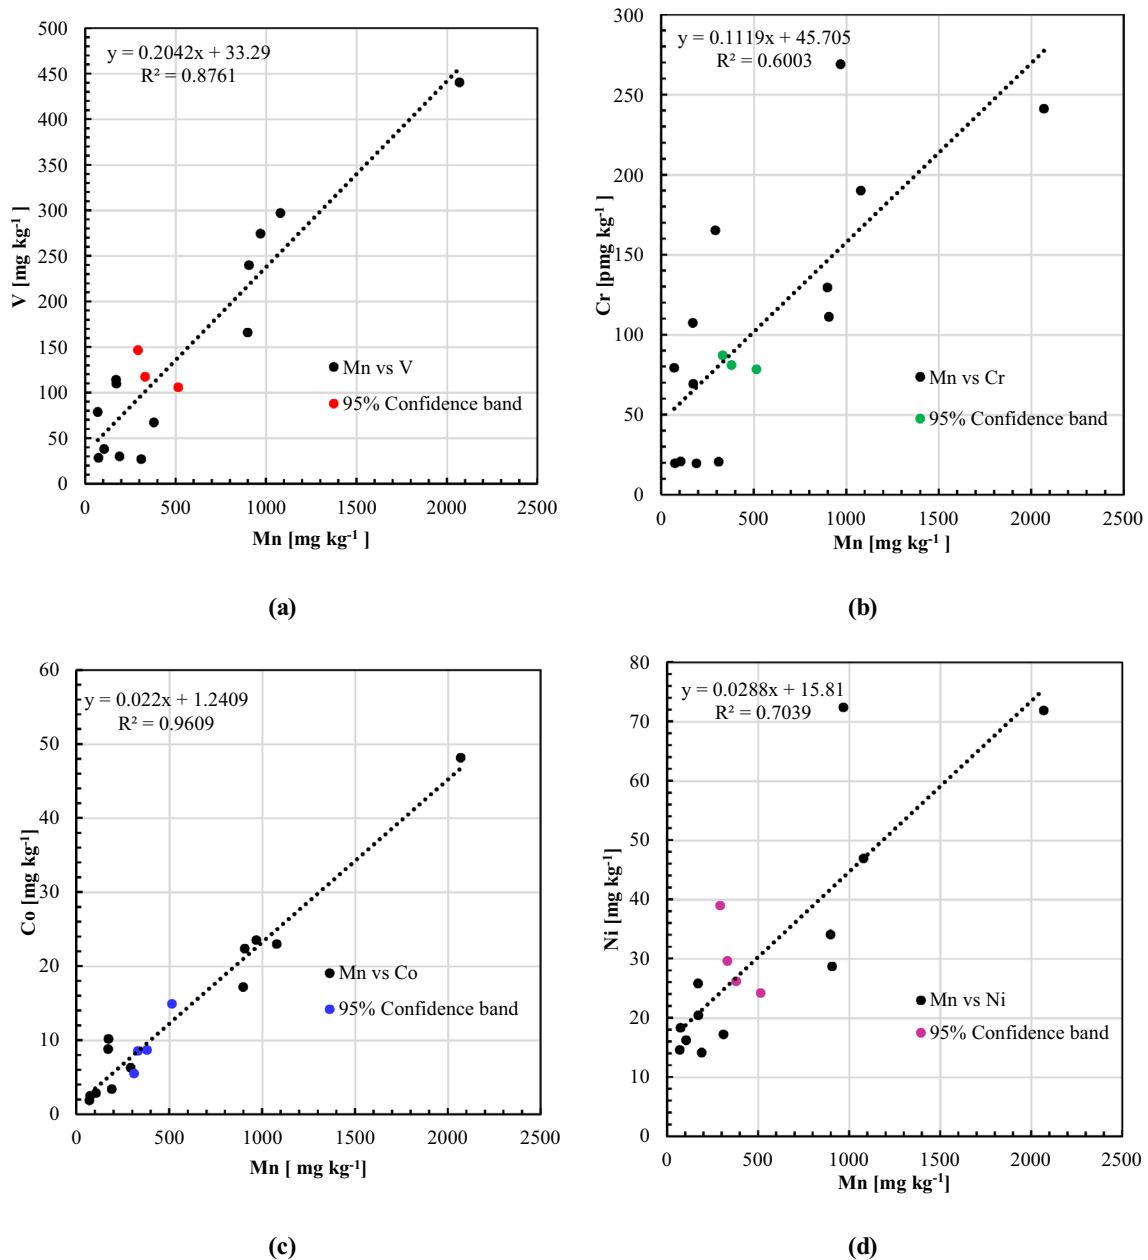 y = 0.2042x + 33.29
R² = 0.8761
500
450
400
350
300
250
200
150
100
50
0
V [mg kg⁻¹ ]
Mn vs V
95% Confidence band
0 500 1000 1500 2000 2500
Mn [mg kg⁻¹ ]
(a)
y = 0.1119x + 45.705
R² = 0.6003
300
250
200
150
100
50
0
Cr [pmg kg⁻¹]
Mn vs Cr
95% Confidence band
0 500 1000 1500 2000 2500
Mn [mg kg⁻¹]
(b)
y = 0.022x + 1.2409
R² = 0.9609
60
50
40
30
20
10
0
Co [mg kg⁻¹]
Mn vs Co
95% Confidence band
0 500 1000 1500 2000 2500
Mn [ mg kg⁻¹]
(c)
y = 0.0288x + 15.81
R² = 0.7039
80
70
60
50
40
30
20
10
0
Ni [mg kg⁻¹]
Mn vs Ni
95% Confidence band
0 500 1000 1500 2000 2500
Mn [mg kg⁻¹]
(d)